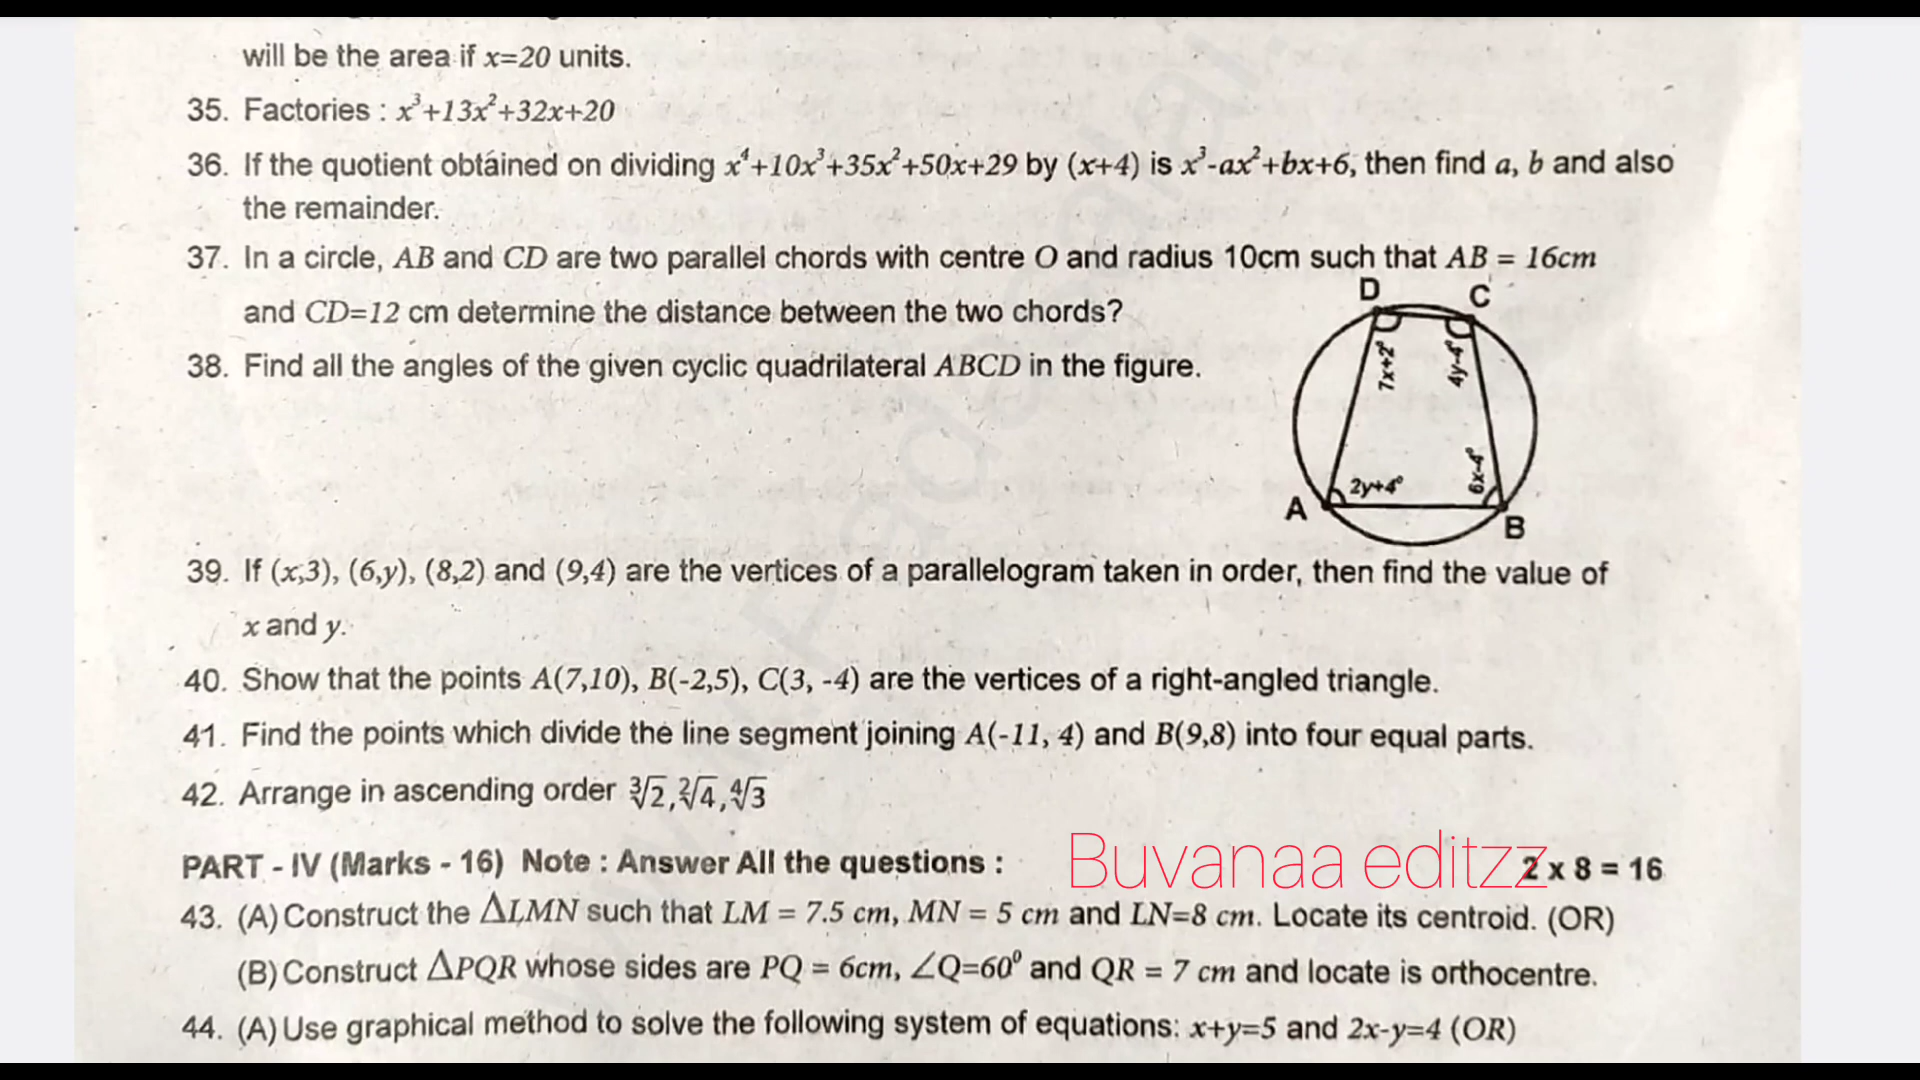 will be the area if x=20 units.
35. Factories : x³+13x²+32x+20
36. If the quotient obtained on dividing x⁴+10x³+35x²+50x+29 by (x+4) is x³-ax²+bx+6, then find a, b and also
the remainder.
37. In a circle, AB and CD are two parallel chords with centre O and radius 10cm such that AB = 16cm
and CD=12 cm determine the distance between the two chords?
38. Find all the angles of the given cyclic quadrilateral ABCD in the figure.
D C
7x+2° 4y-4°
2y+4° 6x-4°
A B
39. If (x,3), (6,y), (8,2) and (9,4) are the vertices of a parallelogram taken in order, then find the value of
x and y.
40. Show that the points A(7,10), B(-2,5), C(3, -4) are the vertices of a right-angled triangle.
41. Find the points which divide the line segment joining A(-11, 4) and B(9,8) into four equal parts.
42. Arrange in ascending order ∛2,²√4,∜3
PART - IV (Marks - 16) Note : Answer All the questions : 2 x 8 = 16
Buvanaa editzz
43. (A) Construct the ΔLMN such that LM = 7.5 cm, MN = 5 cm and LN=8 cm. Locate its centroid. (OR)
(B) Construct ΔPQR whose sides are PQ = 6cm, ∠Q=60⁰ and QR = 7 cm and locate is orthocentre.
44. (A) Use graphical method to solve the following system of equations: x+y=5 and 2x-y=4 (OR)